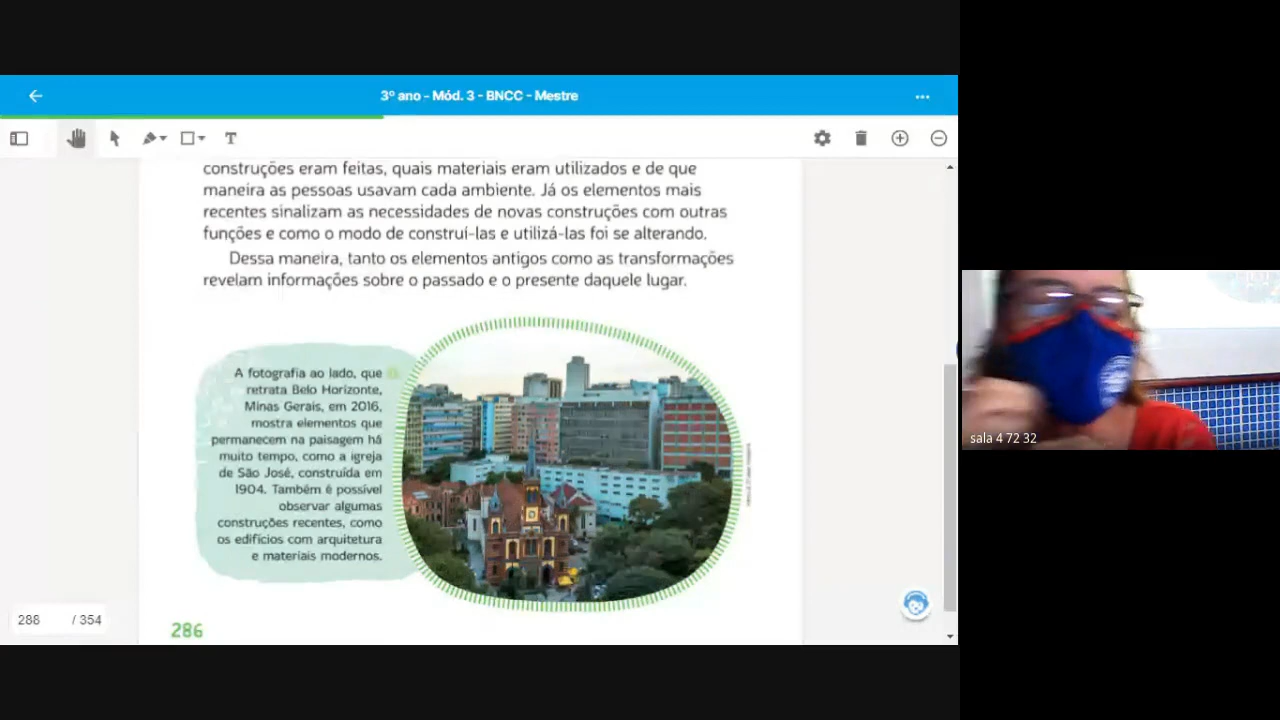 3º ano - Mód. 3 - BNCC - Mestre
T
construções eram feitas, quais materiais eram utilizados e de que
maneira as pessoas usavam cada ambiente. Já os elementos mais
recentes sinalizam as necessidades de novas construções com outras
funções e como o modo de construí-las e utilizá-las foi se alterando.
Dessa maneira, tanto os elementos antigos como as transformações
revelam informações sobre o passado e o presente daquele lugar.
A fotografia ao lado, que
retrata Belo Horizonte,
Minas Gerais, em 2016,
mostra elementos que
permanecem na paisagem há
muito tempo, como a igreja
de São José, construída em
1904. Também é possível
observar algumas
construções recentes, como
os edifícios com arquitetura
e materiais modernos.
288 / 354
286
sala 4 72 32